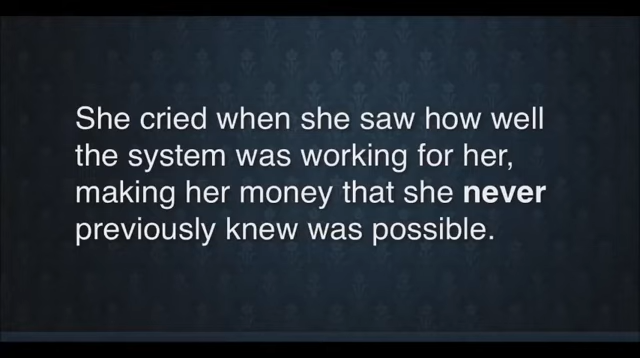 She cried when she saw how well
the system was working for her,
making her money that she never
previously knew was possible.